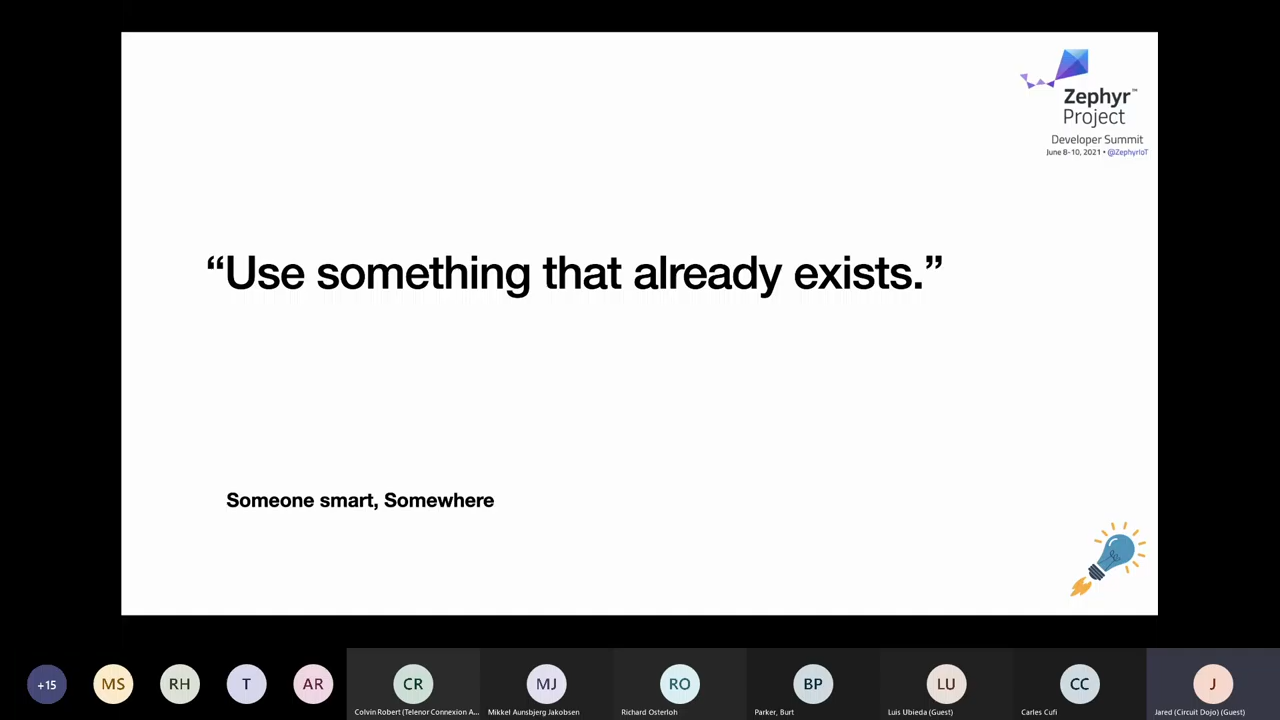 Zephyr™
Project
Developer Summit
June 8-10, 2021 • @ZephyrIoT
“Use something that already exists.”
Someone smart, Somewhere
+15
MS
RH
T
AR
CR
MJ
RO
BP
LU
CC
J
Colvin Robert (Telenor Connexion A...
Mikkel Aunsbjerg Jakobsen
Richard Osterloh
Parker, Burt
Luis Ubieda (Guest)
Carles Cufi
Jared (Circuit Dojo) (Guest)